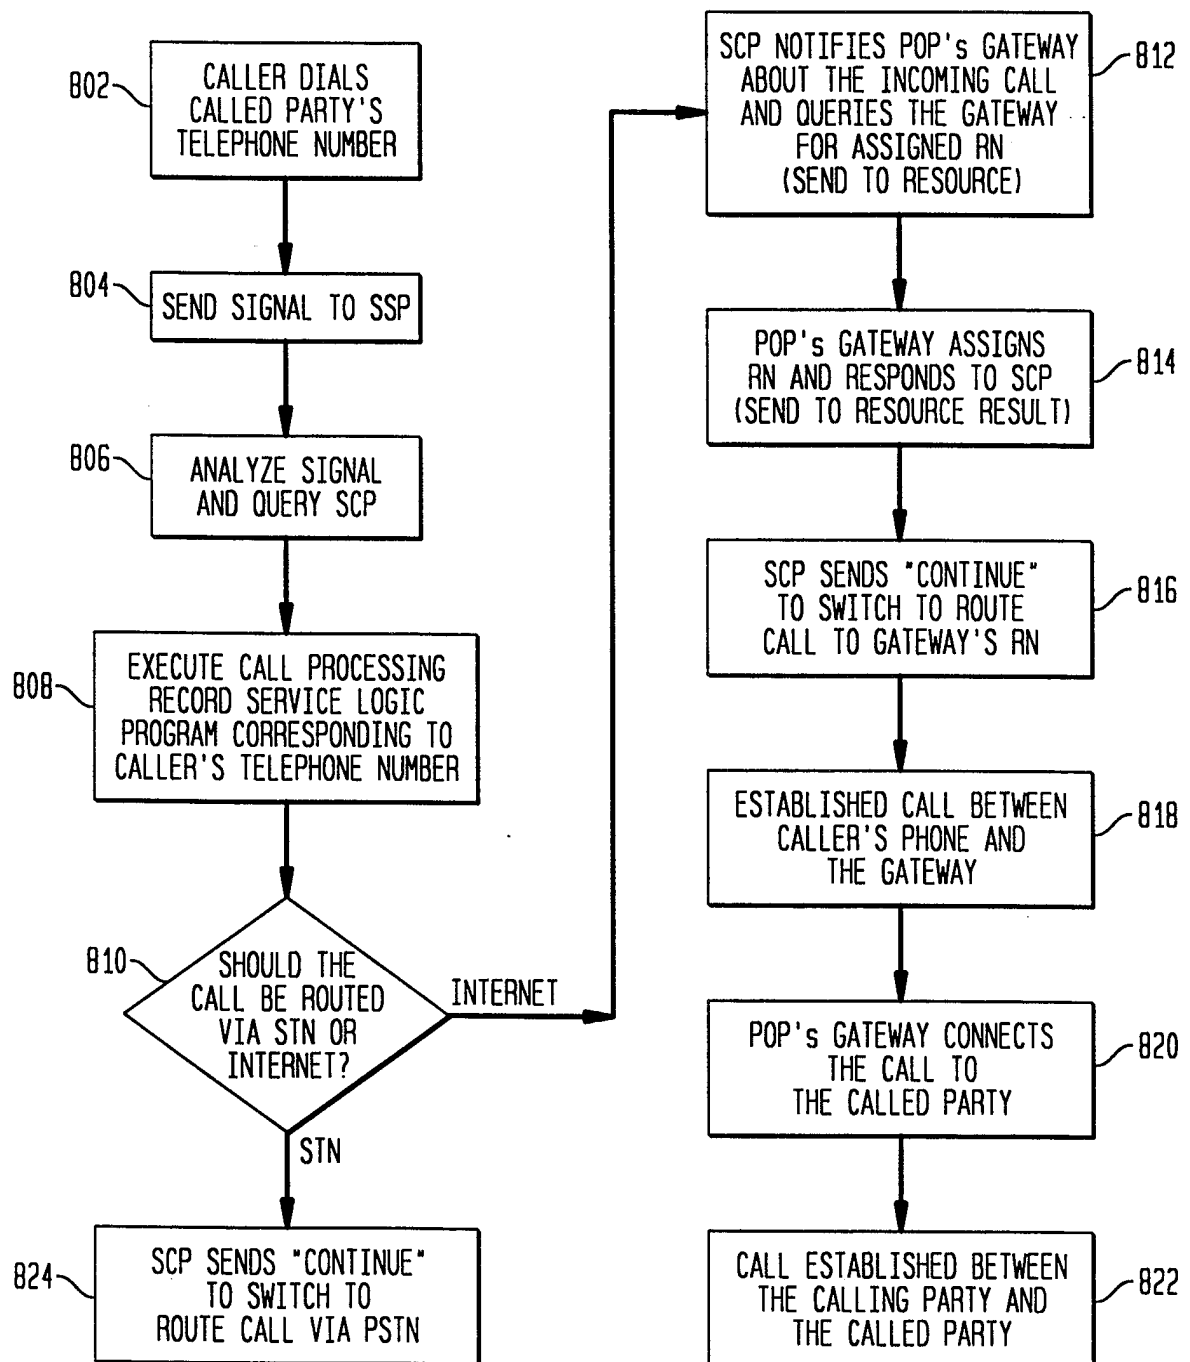 802
CALLER DIALS
CALLED PARTY'S
TELEPHONE NUMBER
804
SEND SIGNAL TO SSP
806
ANALYZE SIGNAL
AND QUERY SCP
808
EXECUTE CALL PROCESSING
RECORD SERVICE LOGIC
PROGRAM CORRESPONDING TO
CALLER'S TELEPHONE NUMBER
810
SHOULD THE
CALL BE ROUTED
VIA STN OR
INTERNET?
INTERNET
STN
824
SCP SENDS "CONTINUE"
TO SWITCH TO
ROUTE CALL VIA PSTN
SCP NOTIFIES POP's GATEWAY
ABOUT THE INCOMING CALL
AND QUERIES THE GATEWAY
FOR ASSIGNED RN
(SEND TO RESOURCE)
812
POP's GATEWAY ASSIGNS
RN AND RESPONDS TO SCP
(SEND TO RESOURCE RESULT)
814
SCP SENDS "CONTINUE"
TO SWITCH TO ROUTE
CALL TO GATEWAY'S RN
816
ESTABLISHED CALL BETWEEN
CALLER'S PHONE AND
THE GATEWAY
818
POP's GATEWAY CONNECTS
THE CALL TO
THE CALLED PARTY
820
CALL ESTABLISHED BETWEEN
THE CALLING PARTY AND
THE CALLED PARTY
822